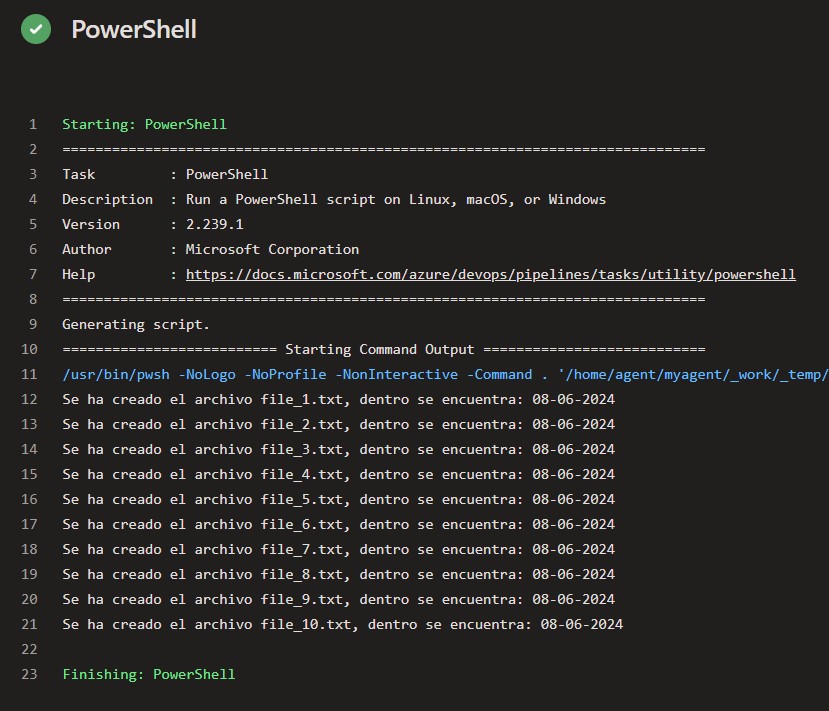 PowerShell
1 Starting: PowerShell
2 ==============================================================================
3 Task         : PowerShell
4 Description  : Run a PowerShell script on Linux, macOS, or Windows
5 Version      : 2.239.1
6 Author       : Microsoft Corporation
7 Help         : https://docs.microsoft.com/azure/devops/pipelines/tasks/utility/powershell
8 ==============================================================================
9 Generating script.
10 ========================== Starting Command Output ===========================
11 /usr/bin/pwsh -NoLogo -NoProfile -NonInteractive -Command . '/home/agent/myagent/_work/_temp/
12 Se ha creado el archivo file_1.txt, dentro se encuentra: 08-06-2024
13 Se ha creado el archivo file_2.txt, dentro se encuentra: 08-06-2024
14 Se ha creado el archivo file_3.txt, dentro se encuentra: 08-06-2024
15 Se ha creado el archivo file_4.txt, dentro se encuentra: 08-06-2024
16 Se ha creado el archivo file_5.txt, dentro se encuentra: 08-06-2024
17 Se ha creado el archivo file_6.txt, dentro se encuentra: 08-06-2024
18 Se ha creado el archivo file_7.txt, dentro se encuentra: 08-06-2024
19 Se ha creado el archivo file_8.txt, dentro se encuentra: 08-06-2024
20 Se ha creado el archivo file_9.txt, dentro se encuentra: 08-06-2024
21 Se ha creado el archivo file_10.txt, dentro se encuentra: 08-06-2024
22
23 Finishing: PowerShell